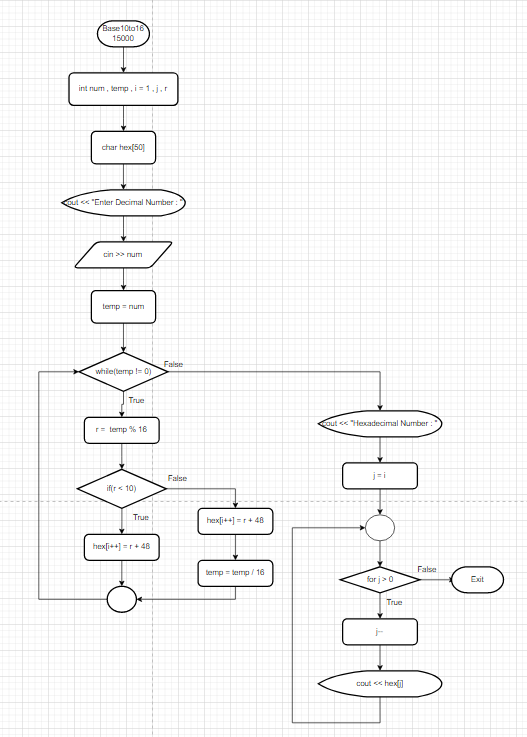 Base10to16
15000
int num , temp , i = 1 , j , r
char hex[50]
cout << "Enter Decimal Number : "
cin >> num
temp = num
while(temp != 0)
False
True
r = temp % 16
if(r < 10)
False
True
hex[i++] = r + 48
hex[i++] = r + 48
temp = temp / 16
cout << "Hexadecimal Number : "
j = i
for j > 0
False
Exit
True
j--
cout << hex[j]